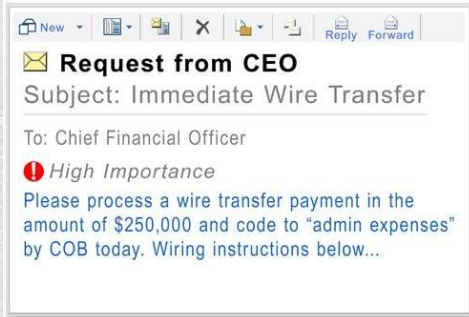 New
Reply Forward
Request from CEO
Subject: Immediate Wire Transfer
To: Chief Financial Officer
High Importance
Please process a wire transfer payment in the
amount of $250,000 and code to “admin expenses”
by COB today. Wiring instructions below...